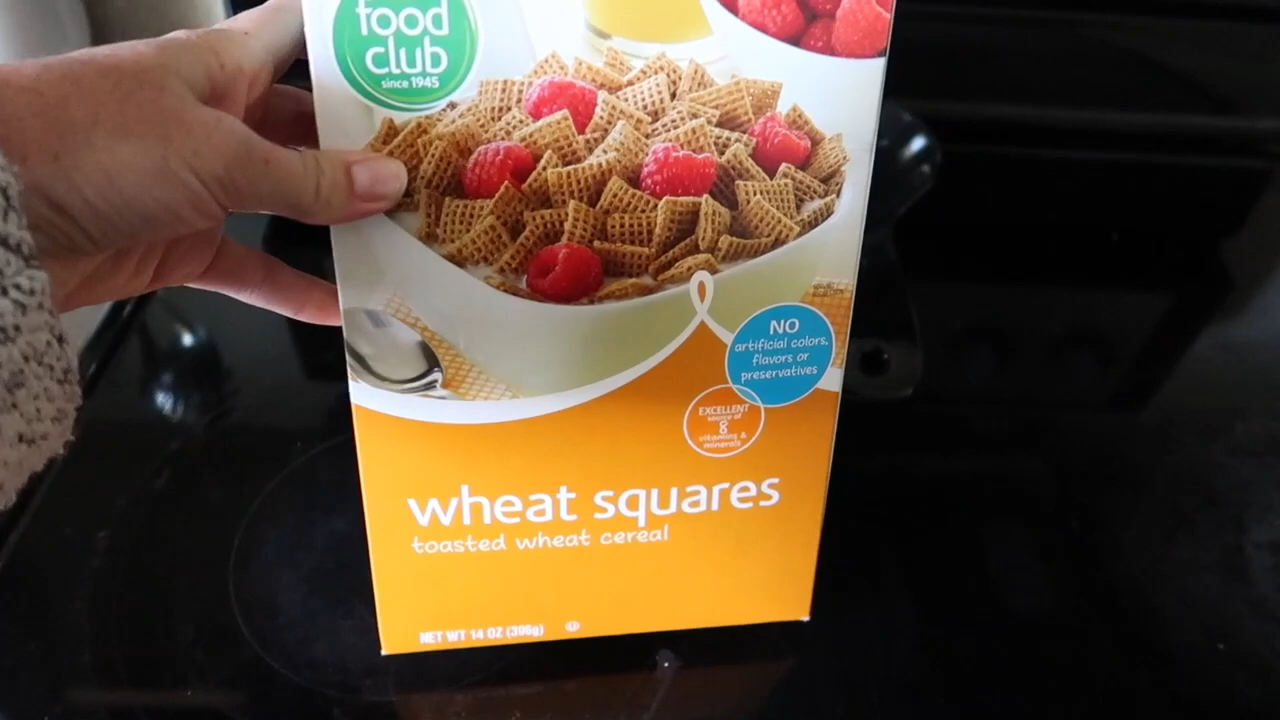 food
club
since 1945
NO
artificial colors,
flavors or
preservatives
EXCELLENT
source of
8
vitamins &
minerals
wheat squares
toasted wheat cereal
NET WT 14 OZ (396g)